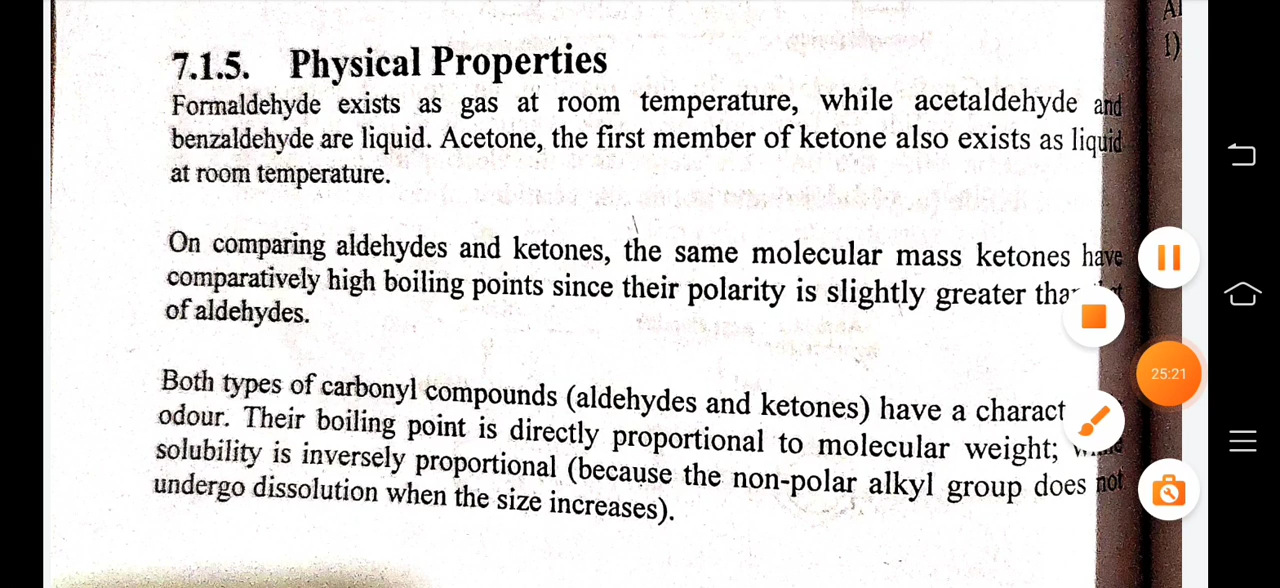 7.1.5. Physical Properties
Formaldehyde exists as gas at room temperature, while acetaldehyde and
benzaldehyde are liquid. Acetone, the first member of ketone also exists as liquid
at room temperature.
On comparing aldehydes and ketones, the same molecular mass ketones have
comparatively high boiling points since their polarity is slightly greater
of aldehydes.
Both types of carbonyl compounds (aldehydes and ketones) have a
odour. Their boiling point is directly proportional to molecular weight;
solubility is inversely proportional (because the non-polar alkyl group does not
undergo dissolution when the size increases).
A
1)
25:21